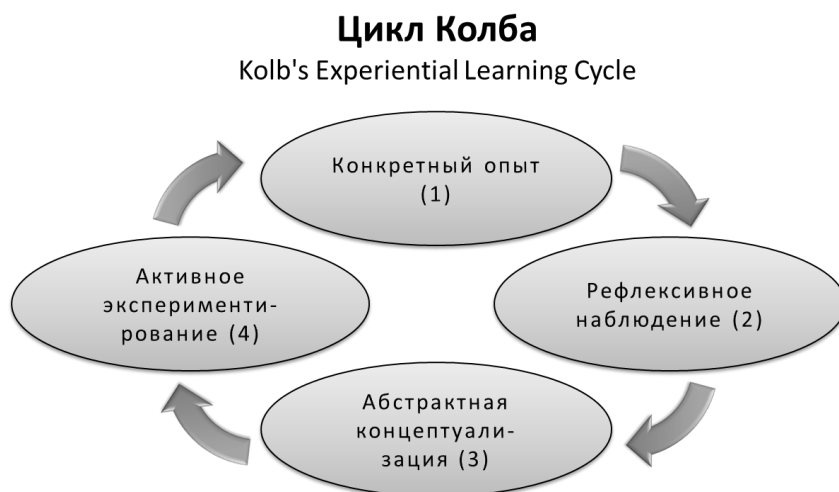 Цикл Колба
Kolb's Experiential Learning Cycle
Конкретный опыт
(1)
Рефлексивное
наблюдение (2)
Абстрактная
концептуали-
зация (3)
Активное
эксперименти-
рование (4)